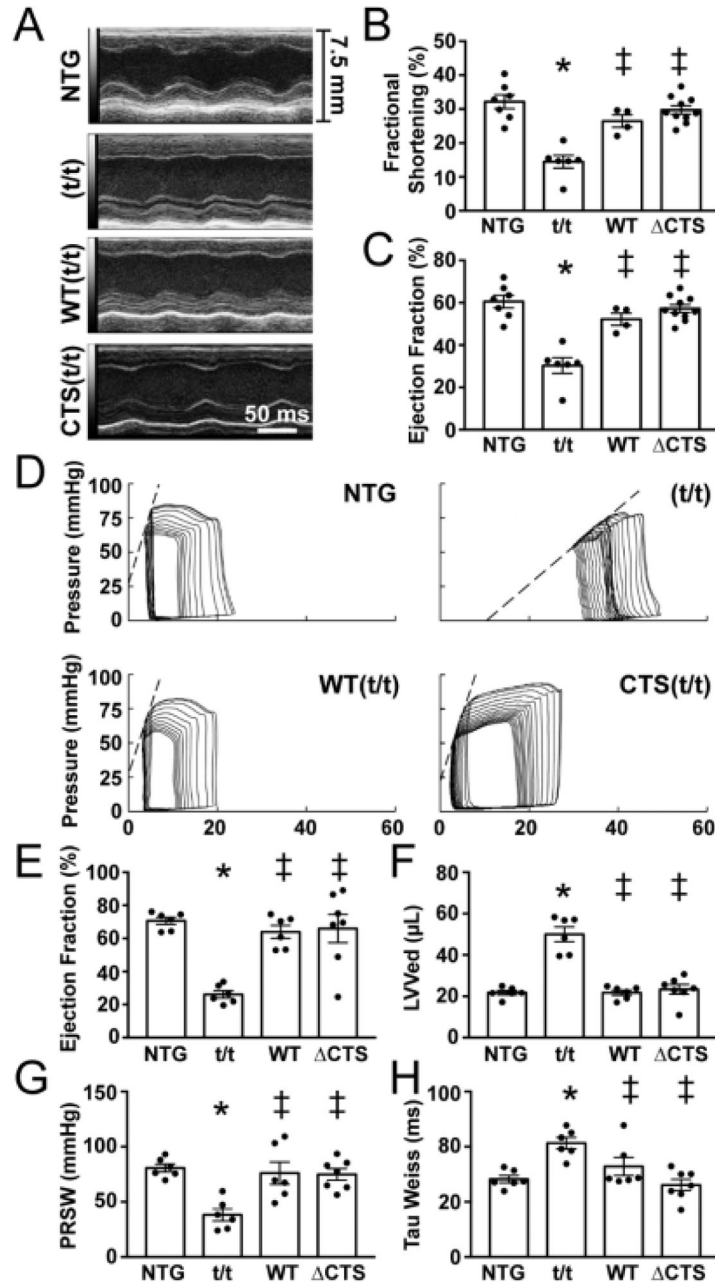 A
NTG
7.5 mm
(t/t)
WT(t/t)
CTS(t/t)
50 ms
B
Fractional
Shortening (%)
50
40
30
20
10
0
*
‡
‡
NTG t/t WT ΔCTS
C
Ejection Fraction (%)
80
60
40
20
0
*
‡
‡
NTG t/t WT ΔCTS
D
Pressure (mmHg)
100
75
50
25
0
NTG
(t/t)
Pressure (mmHg)
100
75
50
25
0
WT(t/t)
CTS(t/t)
0 20 40 60
0 20 40 60
E
Ejection Fraction (%)
100
80
60
40
20
0
*
‡
‡
NTG t/t WT ΔCTS
F
LVVed (µL)
80
60
40
20
0
*
‡
‡
NTG t/t WT ΔCTS
G
PRSW (mmHg)
150
100
50
0
*
‡
‡
NTG t/t WT ΔCTS
H
Tau Weiss (ms)
100
80
20
0
*
‡
‡
NTG t/t WT ΔCTS